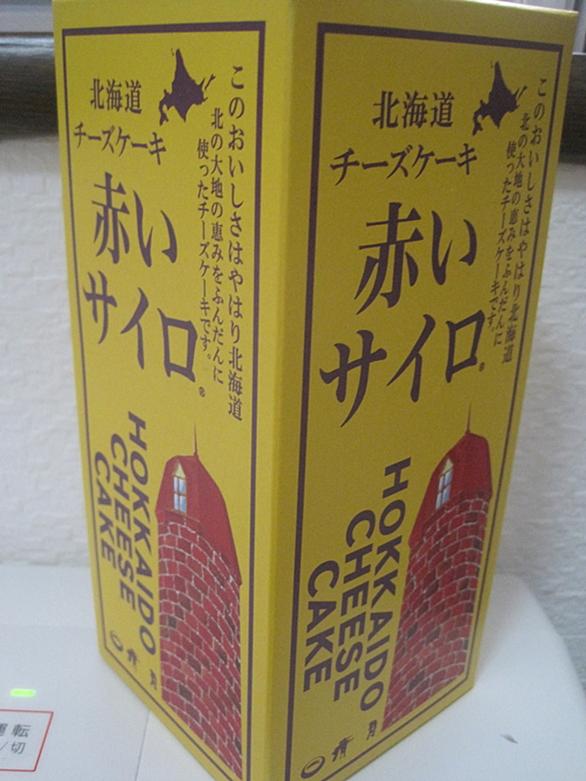 北海道
チーズケーキ
赤い
サイロ®
このおいしさはやはり北海道
北の大地の恵みをふんだんに
使ったチーズケーキです。
HOKKAIDO
CHEESE
CAKE
北海道
チーズケーキ
赤い
サイロ®
このおいしさはやはり北海道
北の大地の恵みをふんだんに
使ったチーズケーキです。
HOKKAIDO
CHEESE
CAKE
転
/切